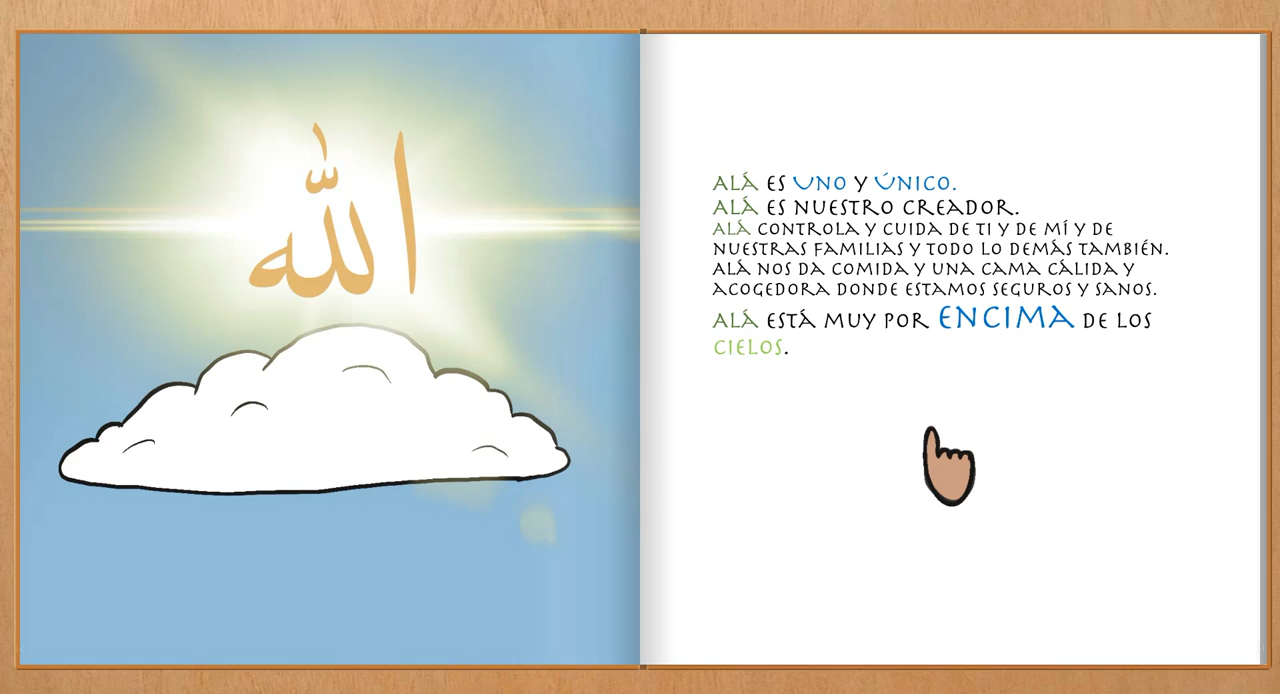 الله
Alá es Uno y Único.
Alá es nuestro creador.
Alá controla y cuida de ti y de mí y de
nuestras familias y todo lo demás también.
Alá nos da comida y una cama cálida y
acogedora donde estamos seguros y sanos.
Alá está muy por ENCIMA de los
cielos.